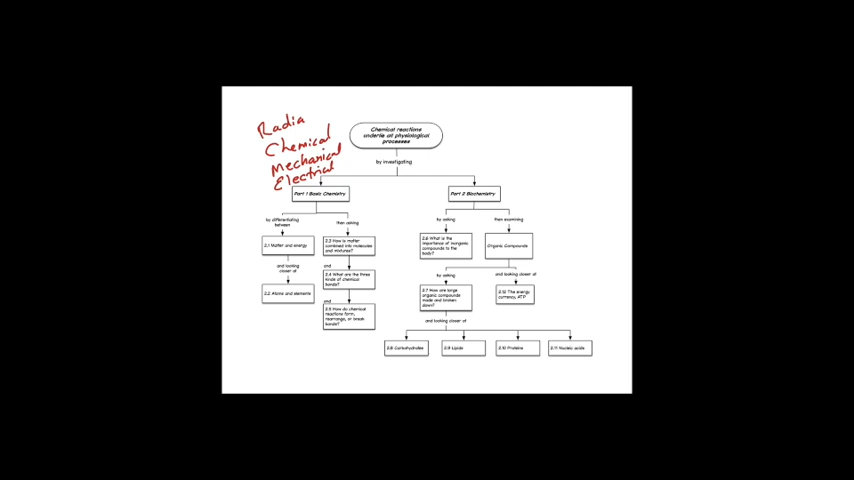 Radia
Chemical
Mechanical
Electrical
Chemical reactions
underlie all physiological
processes
by investigating
Part 1 Basic Chemistry
Part 2 Biochemistry
by differentiating
between
then asking
by asking
then examining
2.1 Matter and energy
2.3 How is matter
combined into molecules
and mixtures?
2.6 What is the
importance of inorganic
compounds to the
body?
Organic Compounds
and looking
closer at
and
2.4 What are the three
kinds of chemical
bonds?
by asking
and looking closer at
2.2 Atoms and elements
2.7 How are large
organic compounds
made and broken
down?
2.12 The energy
currency, ATP
and
2.5 How do chemical
reactions form,
rearrange, or break
bonds?
and looking closer at
2.8 Carbohydrates
2.9 Lipids
2.10 Proteins
2.11 Nucleic acids